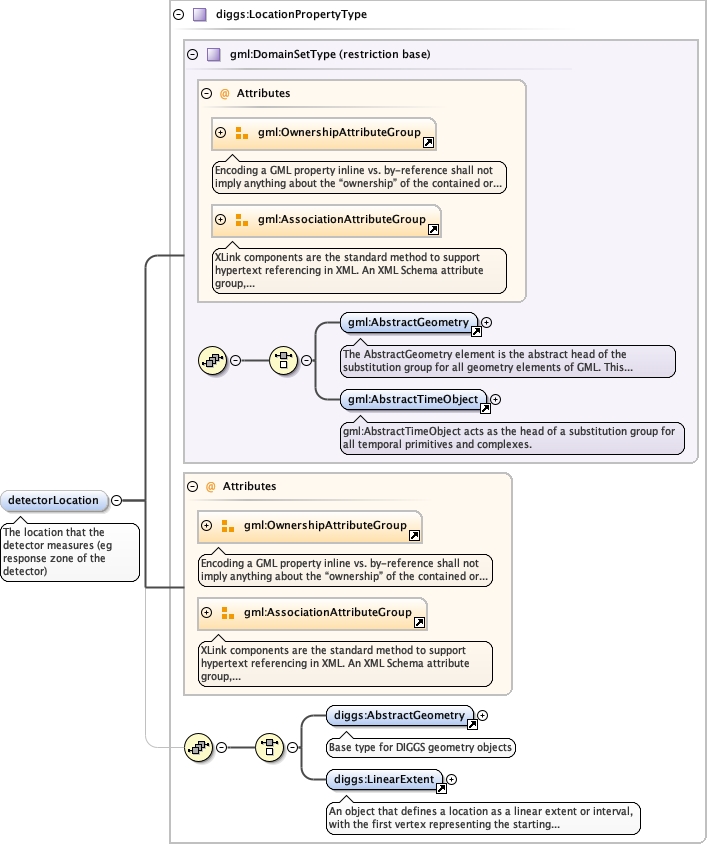 diggs:LocationPropertyType
gml:DomainSetType (restriction base)
@ Attributes
gml:OwnershipAttributeGroup
Encoding a GML property inline vs. by-reference shall not
imply anything about the “ownership” of the contained or...
gml:AssociationAttributeGroup
XLink components are the standard method to support
hypertext referencing in XML. An XML Schema attribute
group,...
gml:AbstractGeometry
The AbstractGeometry element is the abstract head of the
substitution group for all geometry elements of GML. This...
gml:AbstractTimeObject
gml:AbstractTimeObject acts as the head of a substitution group for
all temporal primitives and complexes.
detectorLocation
The location that the
detector measures (eg
response zone of the
detector)
@ Attributes
gml:OwnershipAttributeGroup
Encoding a GML property inline vs. by-reference shall not
imply anything about the “ownership” of the contained or...
gml:AssociationAttributeGroup
XLink components are the standard method to support
hypertext referencing in XML. An XML Schema attribute
group,...
diggs:AbstractGeometry
Base type for DIGGS geometry objects
diggs:LinearExtent
An object that defines a location as a linear extent or interval,
with the first vertex representing the starting...